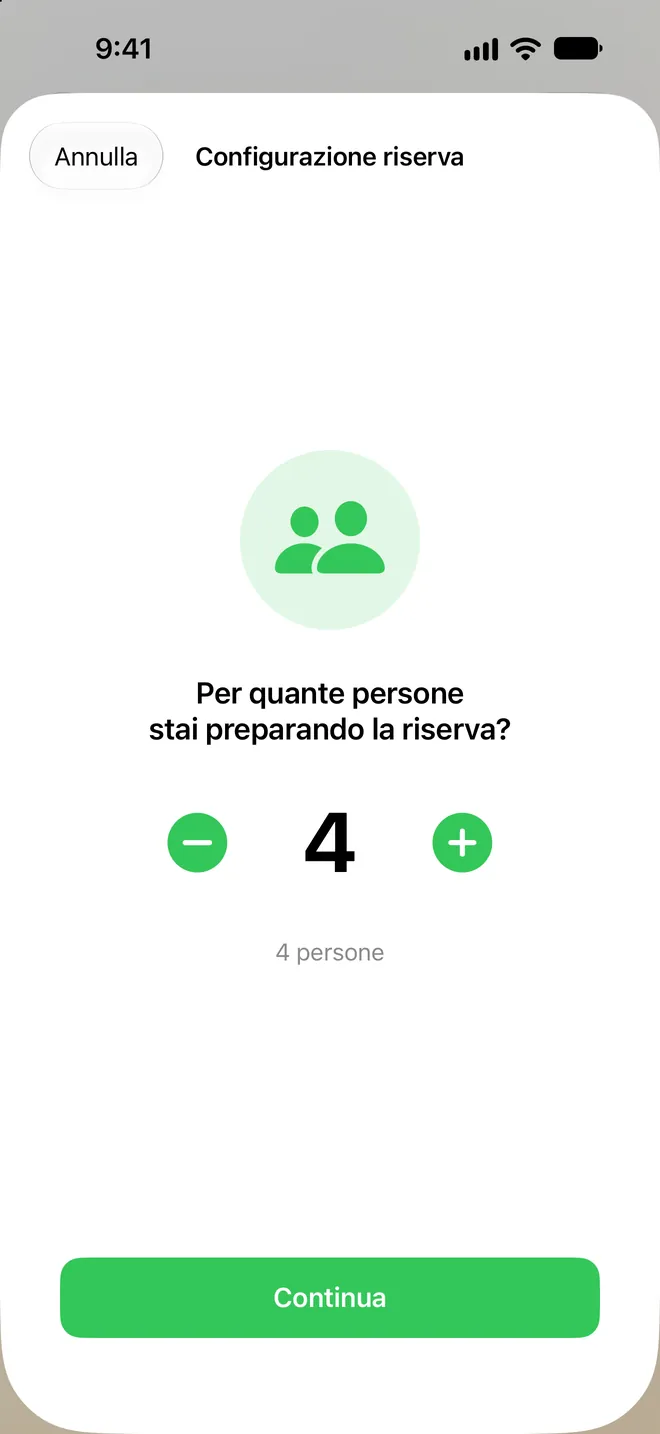 9:41
Annulla
Configurazione riserva
Per quante persone
stai preparando la riserva?
4
4 persone
Continua